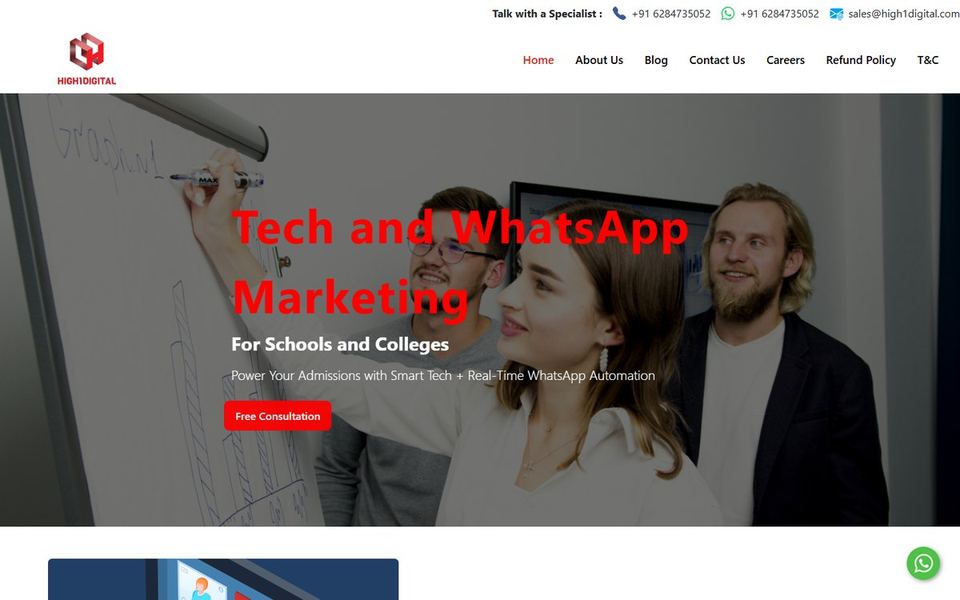 Talk with a Specialist : +91 6284735052 +91 6284735052 sales@high1digital.com
HIGH1DIGITAL
Home About Us Blog Contact Us Careers Refund Policy T&C
MAX
Tech and WhatsApp
Marketing
For Schools and Colleges
Power Your Admissions with Smart Tech + Real-Time WhatsApp Automation
Free Consultation